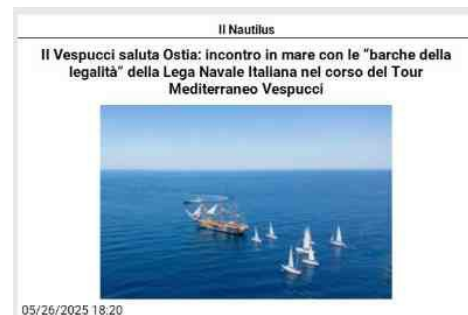 Il Nautilus
Il Vespucci saluta Ostia: incontro in mare con le “barche della
legalità” della Lega Navale Italiana nel corso del Tour
Mediterraneo Vespucci
05/26/2025 18:20